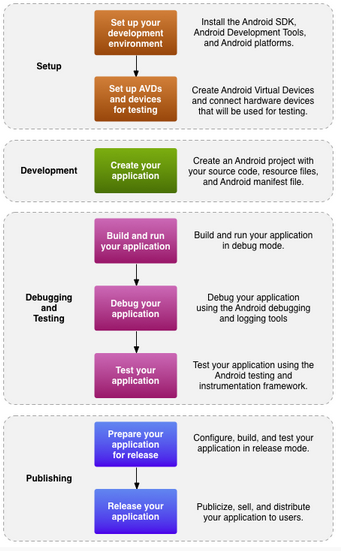 Setup
Set up your
development
environment
Install the Android SDK,
Android Development Tools,
and Android platforms.
Set up AVDs
and devices
for testing
Create Android Virtual Devices
and connect hardware devices
that will be used for testing.
Development
Create your
application
Create an Android project with
your source code, resource files,
and Android manifest file.
Debugging
and
Testing
Build and run
your application
Build and run your application
in debug mode.
Debug your
application
Debug your application
using the Android debugging
and logging tools
Test your
application
Test your application using the
Android testing and
instrumentation framework.
Publishing
Prepare your
application
for release
Configure, build, and test your
application in release mode.
Release your
application
Publicize, sell, and distribute
your application to users.